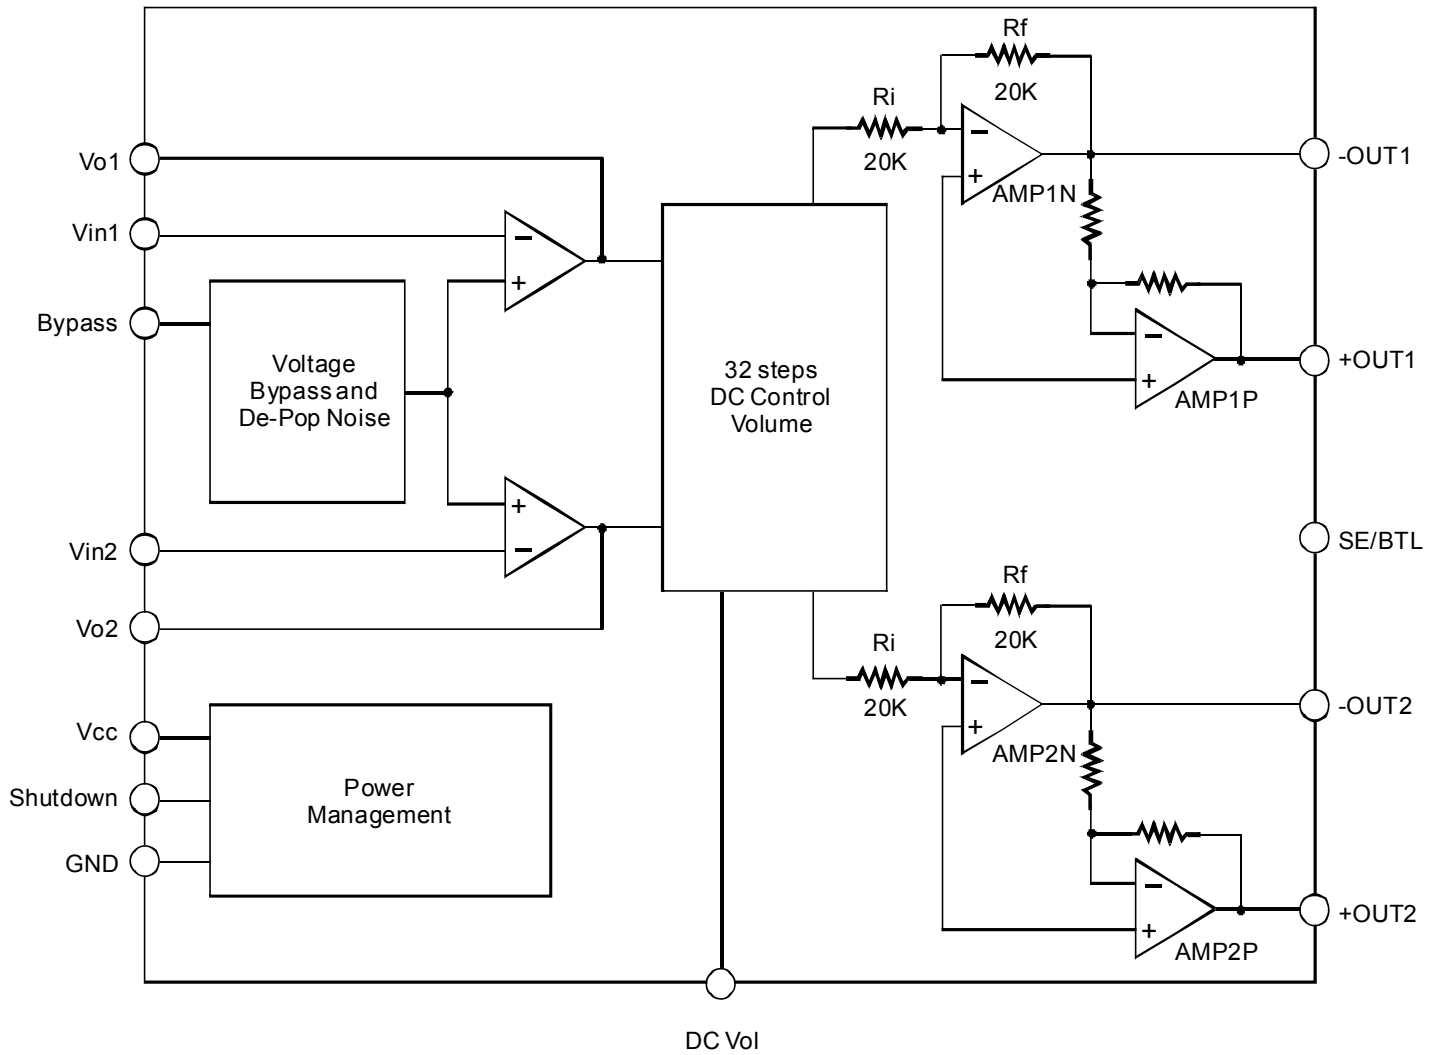 Rf
20K
Ri
20K
-
+
AMP1N
-OUT1
Vo1
Vin1
-
+
Bypass
Voltage
Bypass and
De-Pop Noise
32 steps
DC Control
Volume
-
+
AMP1P
+OUT1
+
-
Vin2
Vo2
SE/BTL
Rf
20K
Ri
20K
-
+
AMP2N
-OUT2
Vcc
Shutdown
GND
Power
Management
-
+
AMP2P
+OUT2
DC Vol